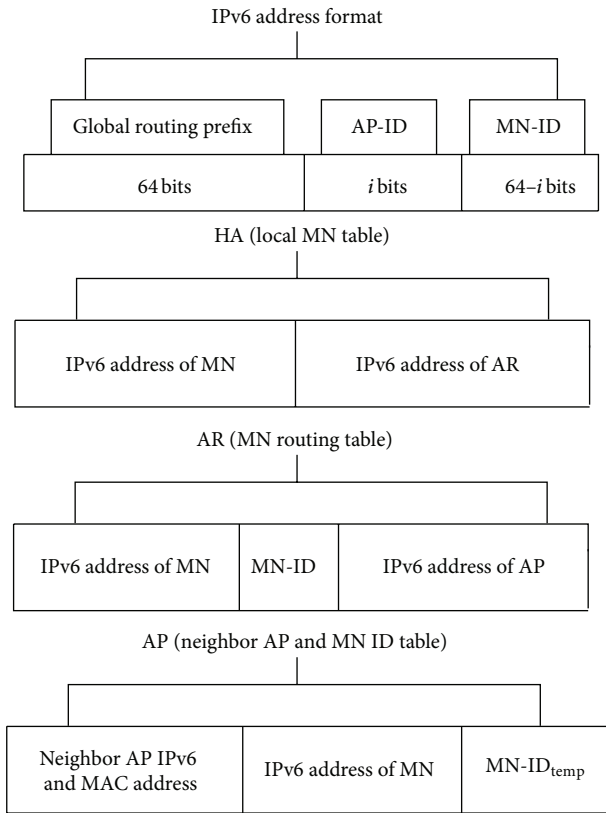 IPv6 address format
Global routing prefix
AP-ID
MN-ID
64 bits
i bits
64–i bits
HA (local MN table)
IPv6 address of MN
IPv6 address of AR
AR (MN routing table)
IPv6 address of MN
MN-ID
IPv6 address of AP
AP (neighbor AP and MN ID table)
Neighbor AP IPv6
and MAC address
IPv6 address of MN
MN-IDtemp